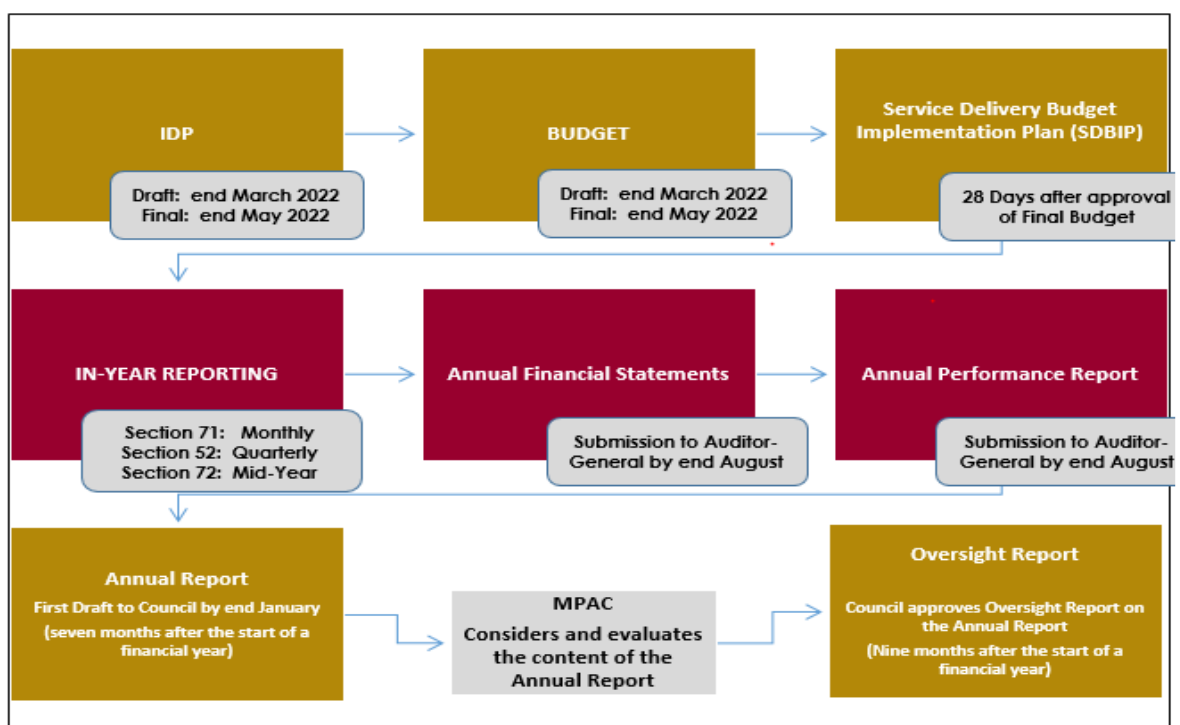 IDP
Draft: end March 2022
Final: end May 2022
BUDGET
Draft: end March 2022
Final: end May 2022
Service Delivery Budget
Implementation Plan (SDBIP)
28 Days after approval
of Final Budget
IN-YEAR REPORTING
Section 71: Monthly
Section 52: Quarterly
Section 72: Mid-Year
Annual Financial Statements
Submission to Auditor-
General by end August
Annual Performance Report
Submission to Auditor-
General by end August
Annual Report
First Draft to Council by end January
(seven months after the start of a
financial year)
MPAC
Considers and evaluates
the content of the
Annual Report
Oversight Report
Council approves Oversight Report on
the Annual Report
(Nine months after the start of a
financial year)